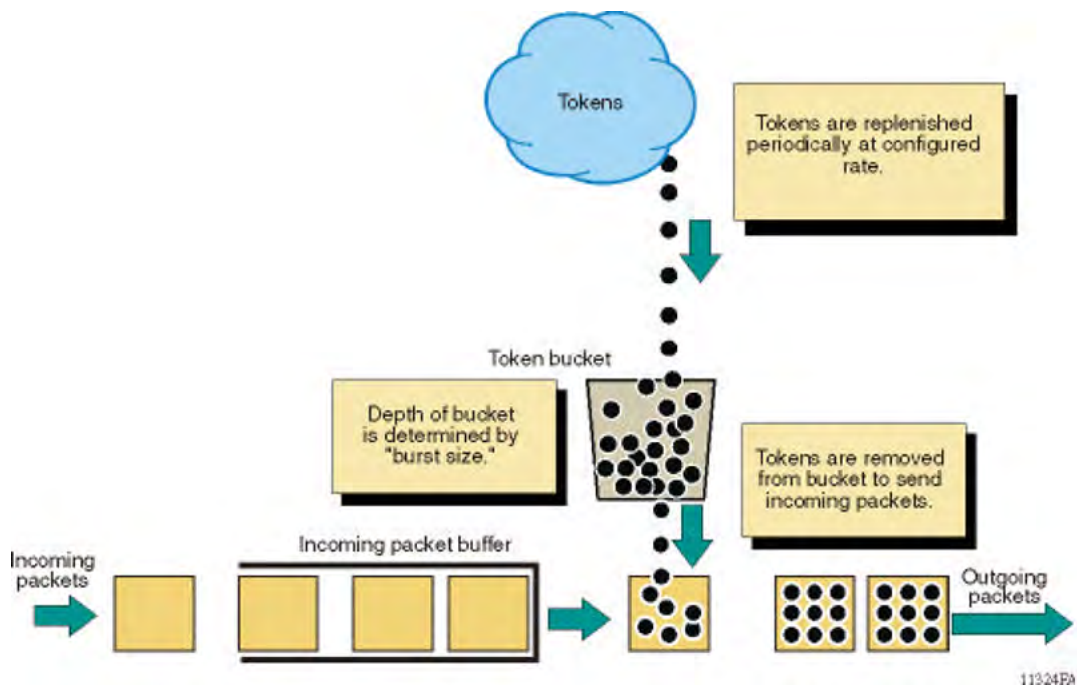 Tokens
Tokens are replenished
periodically at configured
rate.
Token bucket
Depth of bucket
is determined by
"burst size."
Tokens are removed
from bucket to send
incoming packets.
Incoming
packets
Incoming packet buffer
Outgoing
packets
11324PA